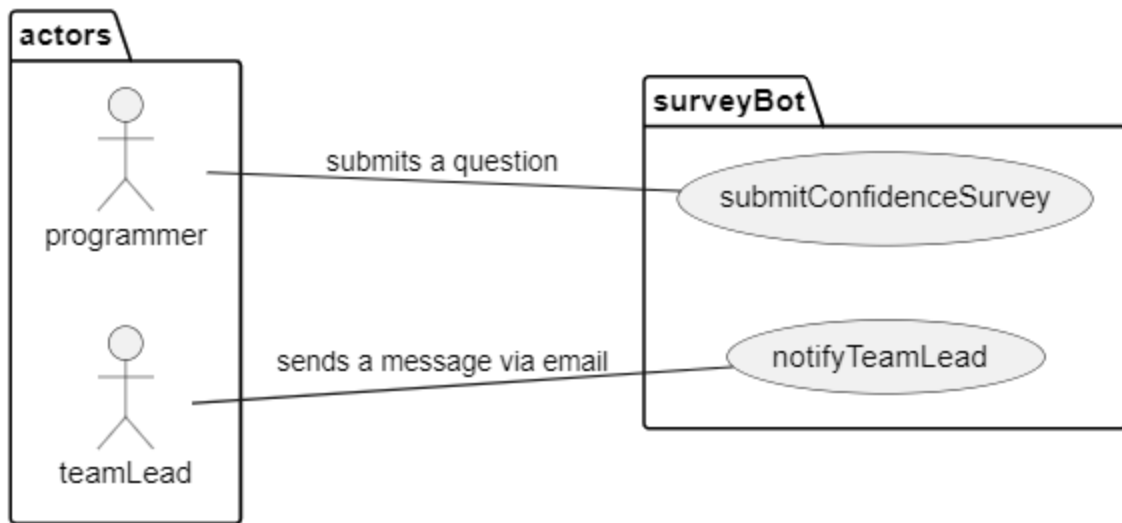 actors
surveyBot
submits a question
submitConfidenceSurvey
programmer
sends a message via email
notifyTeamLead
teamLead